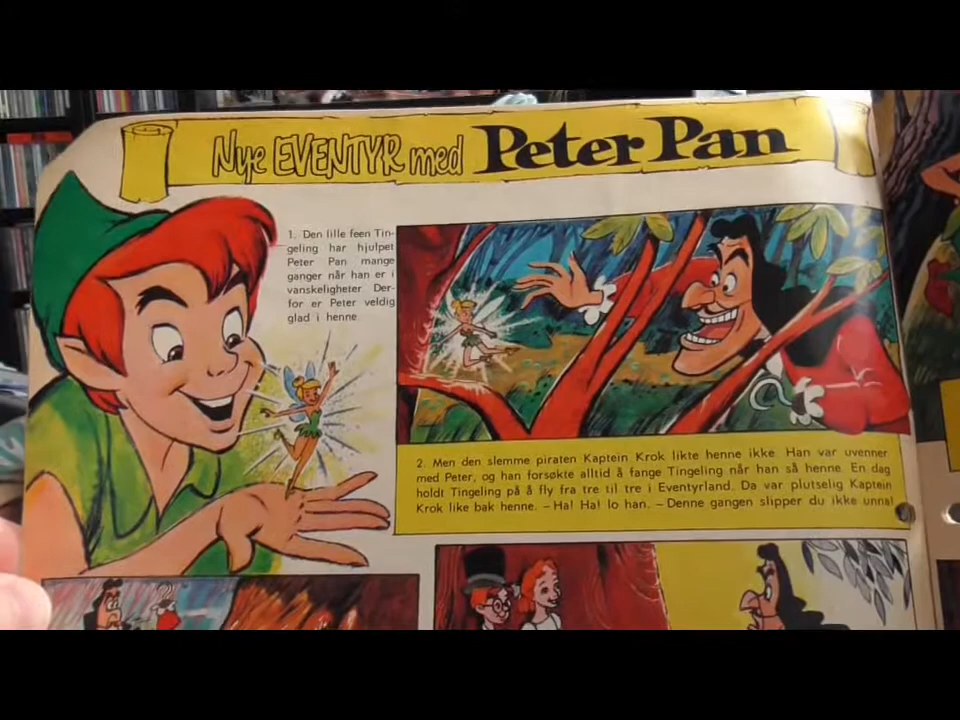 Nye EVENTYR med Peter Pan
1. Den lille feen Tin-
geling har hjulpet
Peter Pan mange
ganger når han er i
vanskeligheter Der-
for er Peter veldig
glad i henne.
2. Men den slemme piraten Kaptein Krok likte henne ikke. Han var uvenner
med Peter, og han forsøkte alltid å fange Tingeling når han så henne. En dag
holdt Tingeling på å fly fra tre til tre i Eventyrland. Da var plutselig Kaptein
Krok like bak henne. – Ha! Ha! lo han. – Denne gangen slipper du ikke unna!